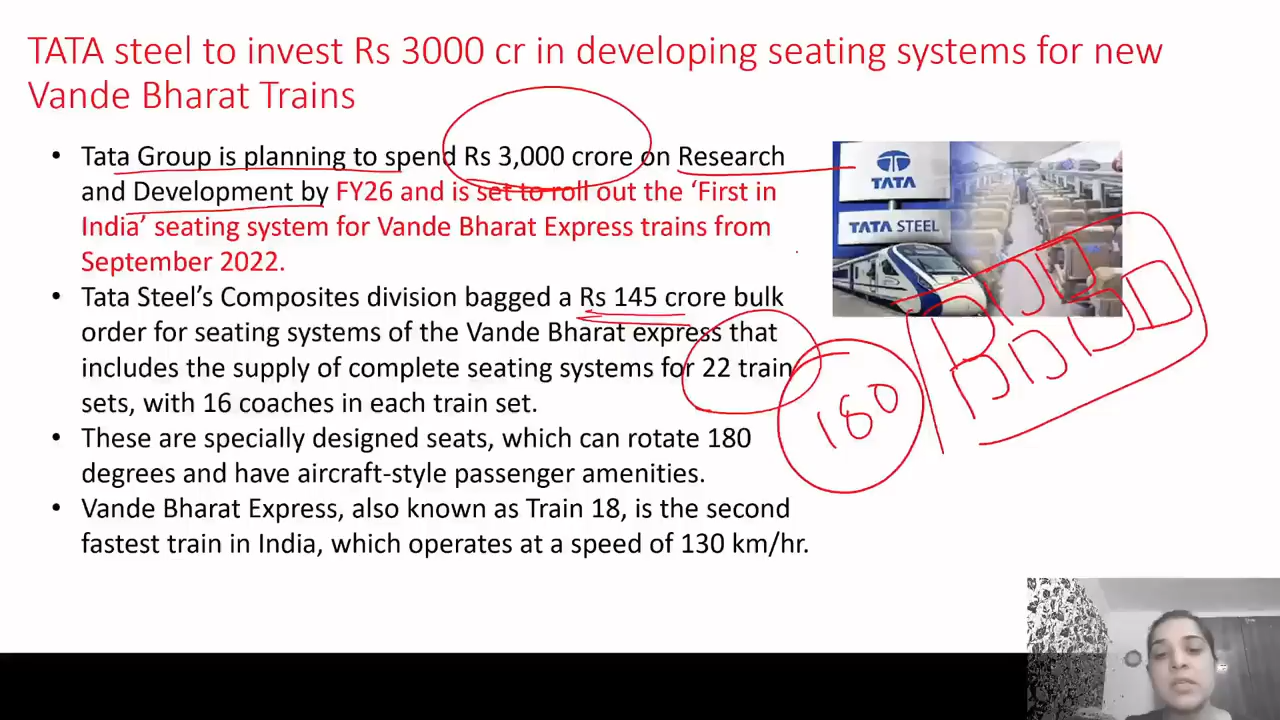 TATA steel to invest Rs 3000 cr in developing seating systems for new
Vande Bharat Trains
• Tata Group is planning to spend Rs 3,000 crore on Research
and Development by FY26 and is set to roll out the ‘First in
India’ seating system for Vande Bharat Express trains from
September 2022.
• Tata Steel’s Composites division bagged a Rs 145 crore bulk
order for seating systems of the Vande Bharat express that
includes the supply of complete seating systems for 22 train
sets, with 16 coaches in each train set.
• These are specially designed seats, which can rotate 180
degrees and have aircraft-style passenger amenities.
• Vande Bharat Express, also known as Train 18, is the second
fastest train in India, which operates at a speed of 130 km/hr.
TATA
TATA STEEL
180